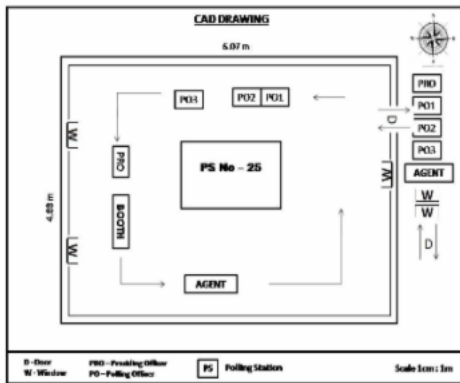 CAD DRAWING
6.07 m
PO3 PO2 PO1
PRO
PO1
PO2
PO3
AGENT
W
W
D
D
W
W
W
4.88 m
PRO
BOOTH
PS No - 25
AGENT
D - Door
W - Window
PRO - Presiding Officer
PO - Polling Officer
PS Polling Station
Scale 1cm : 1m